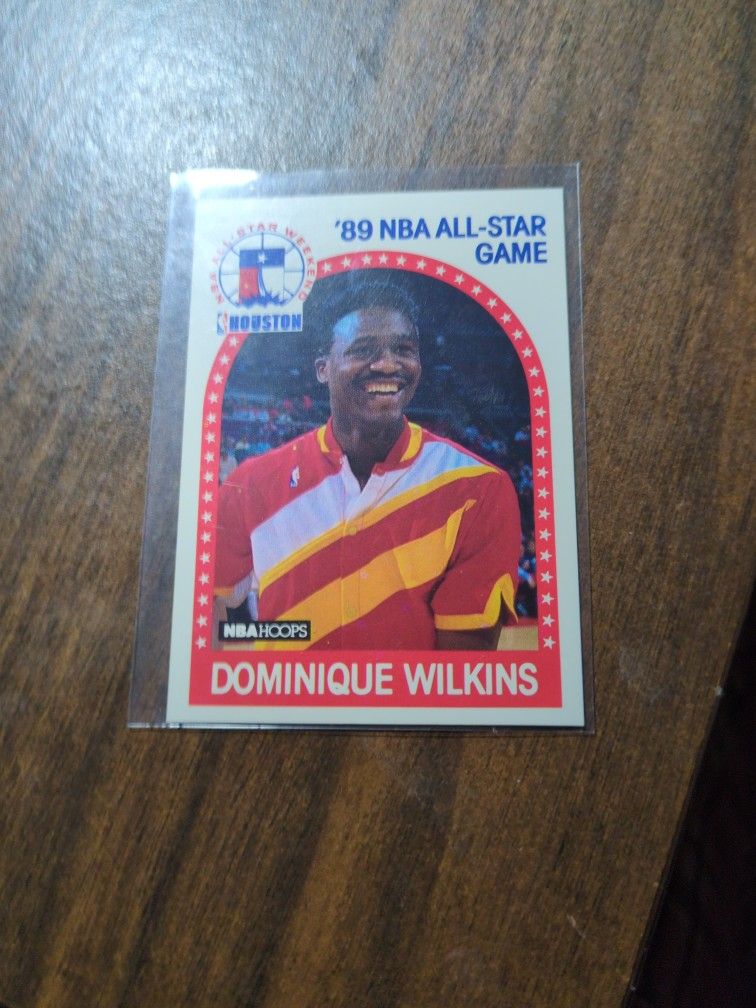 '89 NBA ALL-STAR
GAME
NBA ALL-STAR WEEKEND
HOUSTON
NBA HOOPS
DOMINIQUE WILKINS